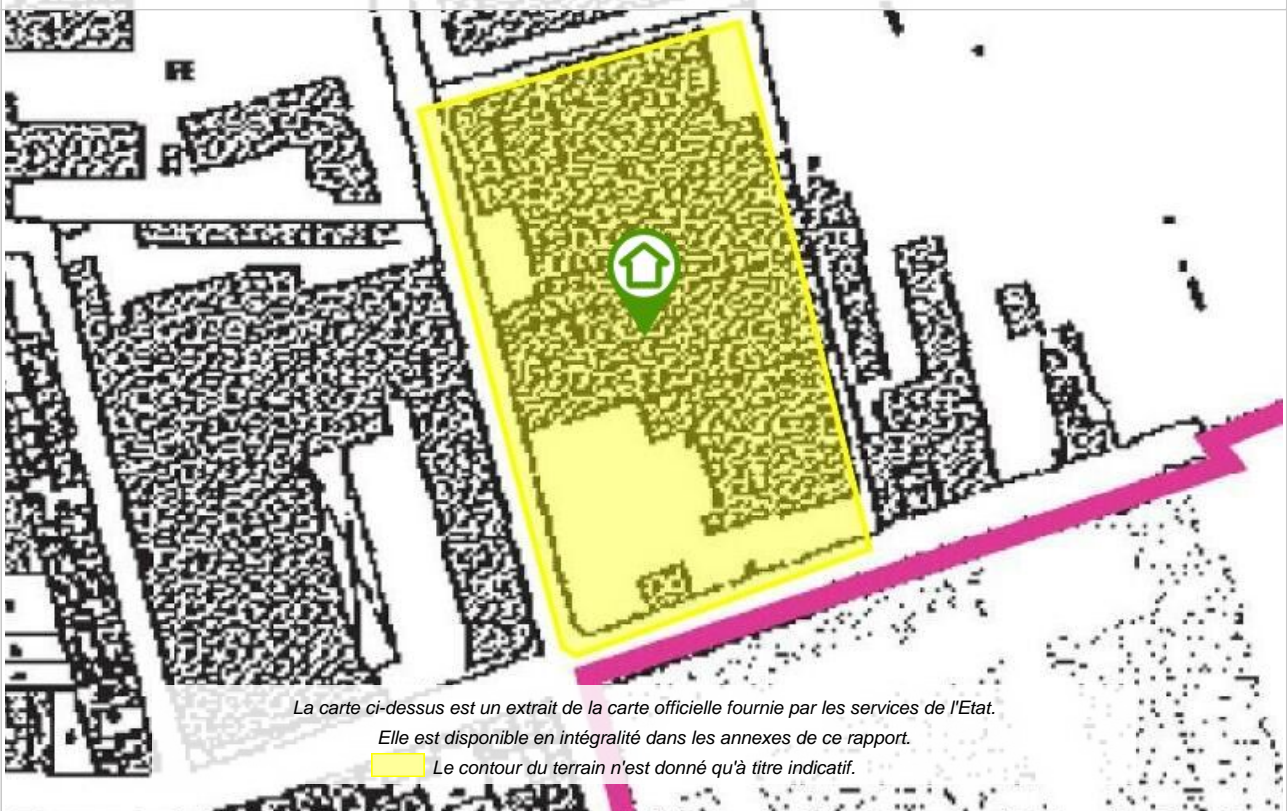 La carte ci-dessus est un extrait de la carte officielle fournie par les services de l'Etat.
Elle est disponible en intégralité dans les annexes de ce rapport.
Le contour du terrain n'est donné qu'à titre indicatif.